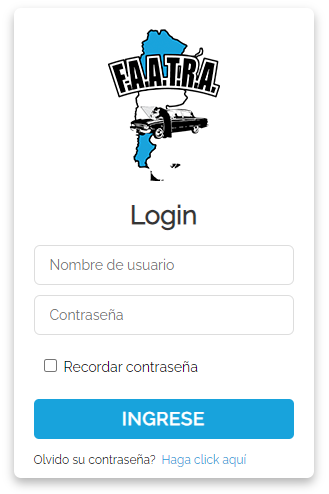 F.A.A.T.R.A.
Login
Nombre de usuario
Contraseña
Recordar contraseña
INGRESE
Olvido su contraseña? Haga click aquí